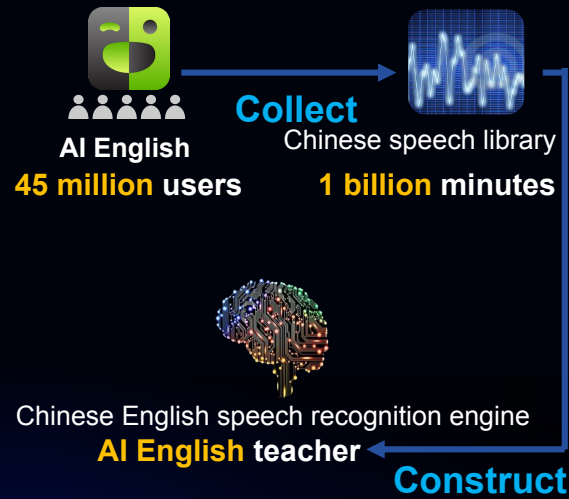 Collect
AI English
Chinese speech library
45 million users
1 billion minutes
Chinese English speech recognition engine
AI English teacher
Construct